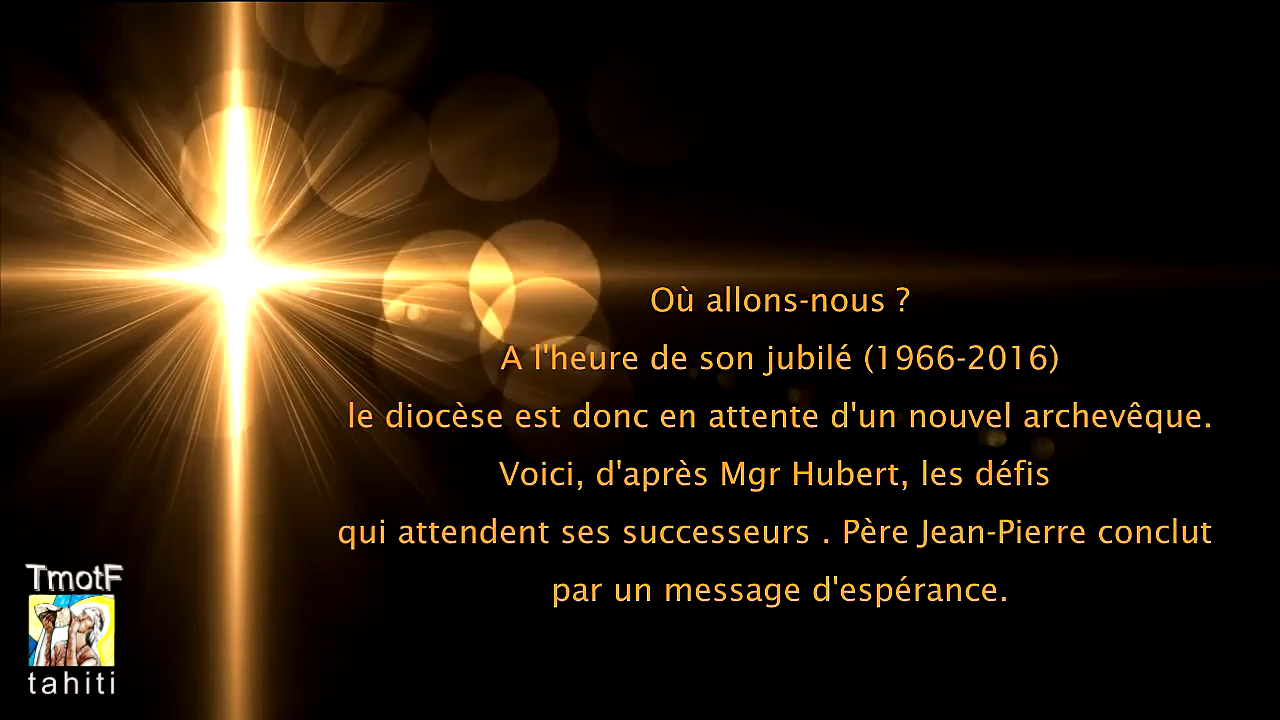 Où allons-nous ?
A l'heure de son jubilé (1966-2016)
le diocèse est donc en attente d'un nouvel archevêque.
Voici, d'après Mgr Hubert, les défis
qui attendent ses successeurs . Père Jean-Pierre conclut
par un message d'espérance.
TmotF
tahiti